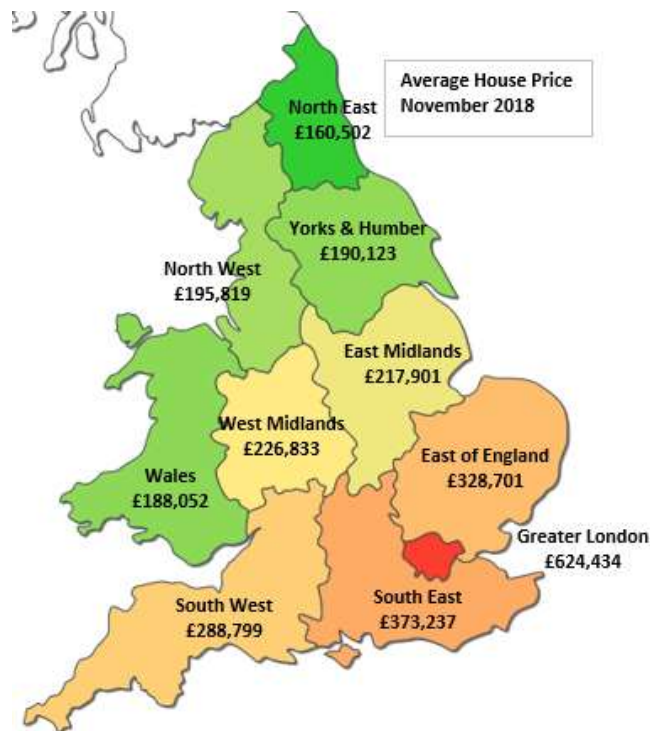 Average House Price
November 2018
North East
£160,502
Yorks & Humber
£190,123
North West
£195,819
East Midlands
£217,901
West Midlands
£226,833
East of England
£328,701
Wales
£188,052
Greater London
£624,434
South West
£288,799
South East
£373,237